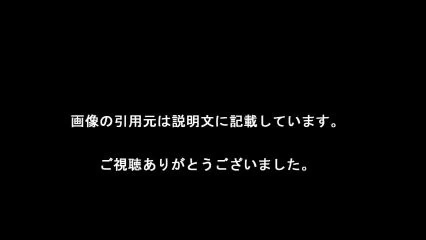 画像の引用元は説明文に記載しています。
ご視聴ありがとうございました。